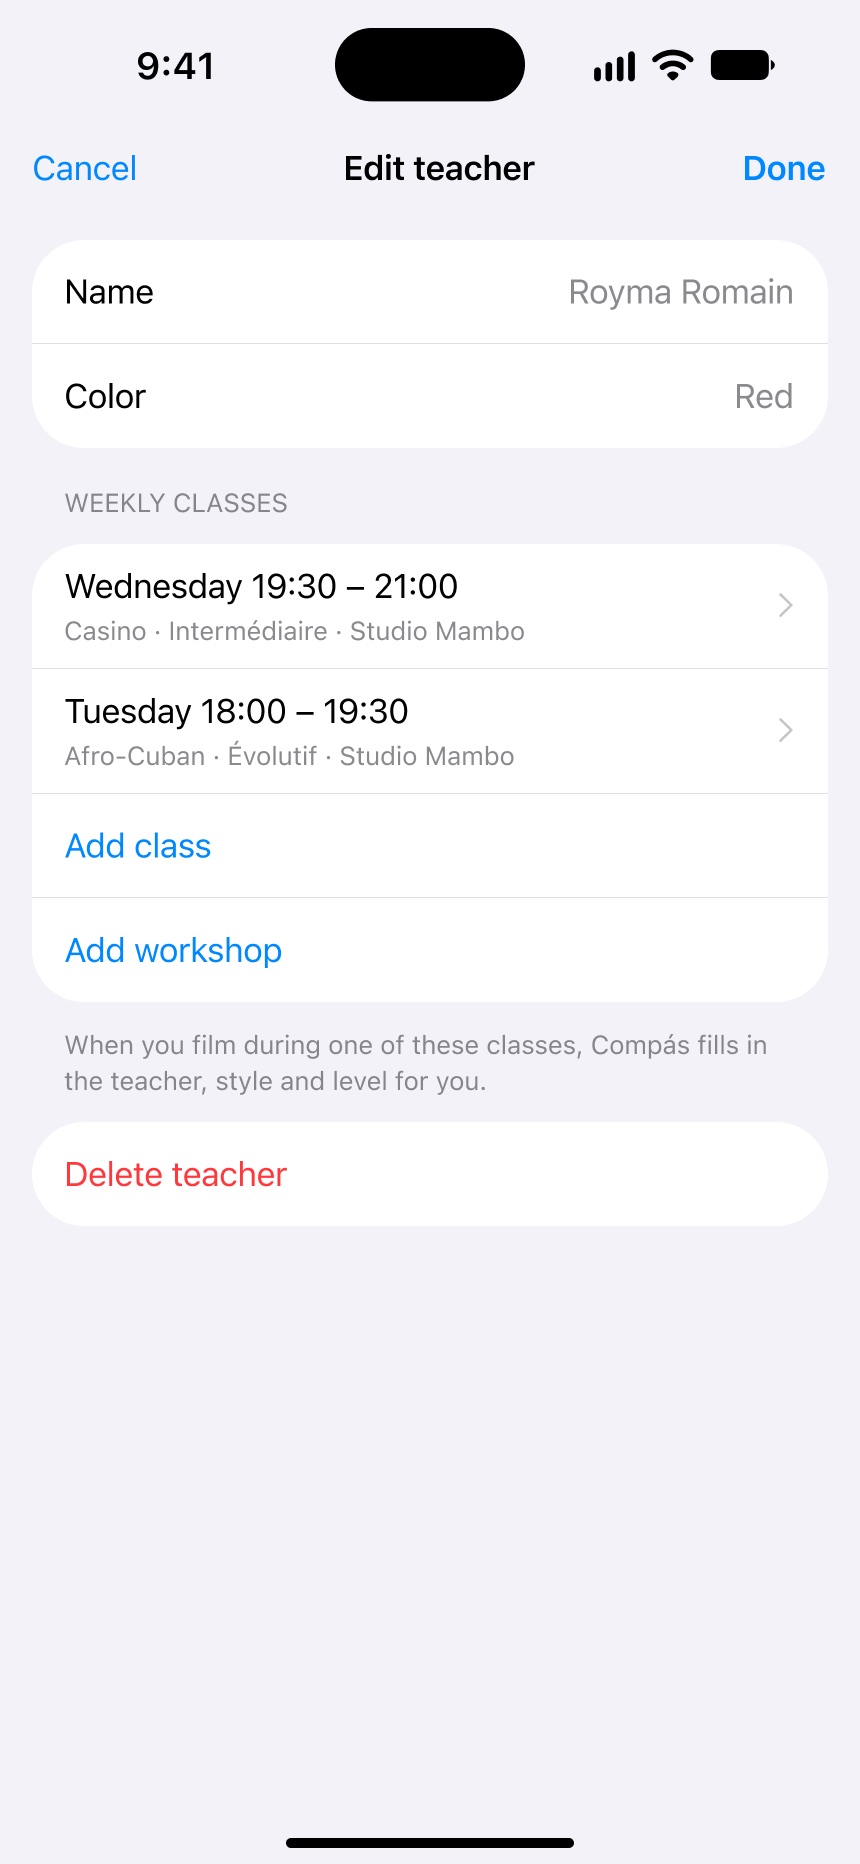 9:41
Cancel
Edit teacher
Done
Name
Royma Romain
Color
Red
WEEKLY CLASSES
Wednesday 19:30 – 21:00
Casino · Intermédiaire · Studio Mambo
Tuesday 18:00 – 19:30
Afro-Cuban · Évolutif · Studio Mambo
Add class
Add workshop
When you film during one of these classes, Compás fills in
the teacher, style and level for you.
Delete teacher